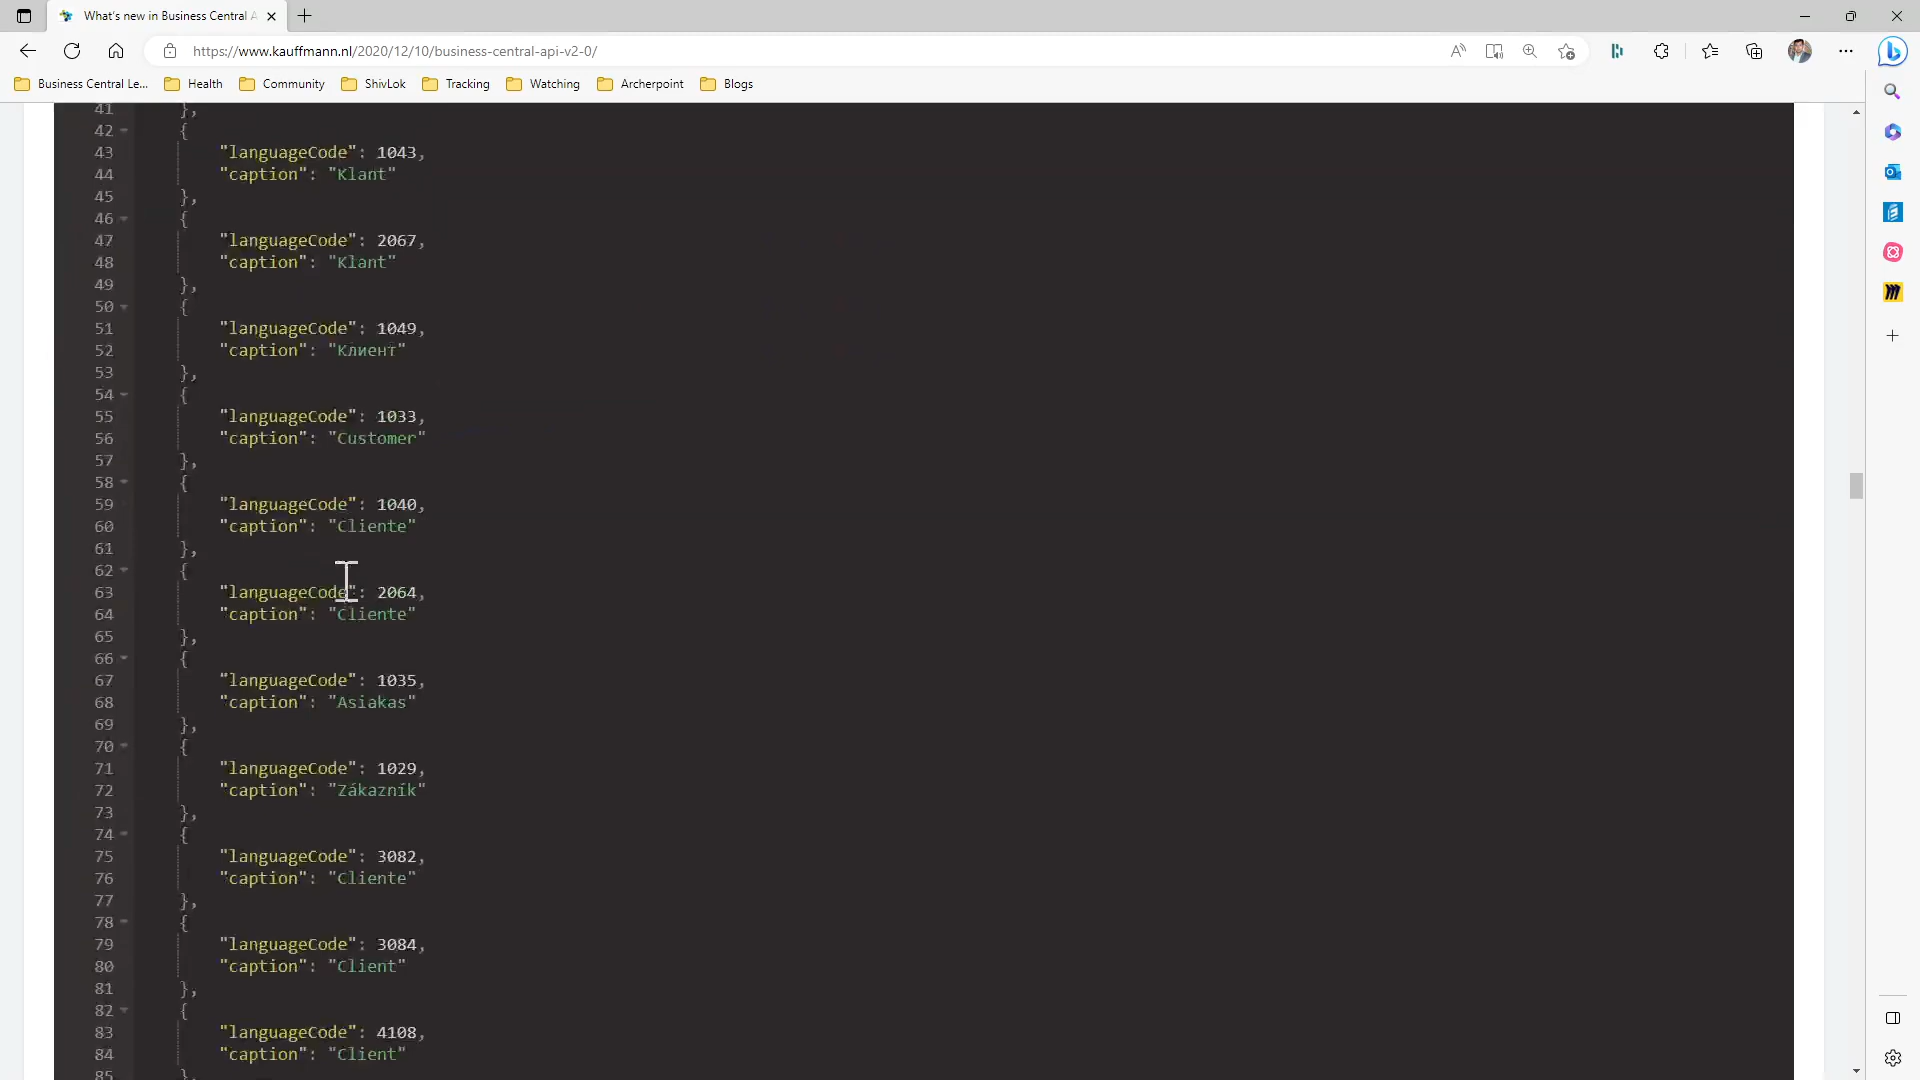 What's new in Business Central A
https://www.kauffmann.nl/2020/12/10/business-central-api-v2-0/
Business Central Le...
Health
Community
ShivLok
Tracking
Watching
Archerpoint
Blogs
41 },
42 {
43 "languageCode": 1043,
44 "caption": "Klant"
45 },
46 {
47 "languageCode": 2067,
48 "caption": "Klant"
49 },
50 {
51 "languageCode": 1049,
52 "caption": "Клиент"
53 },
54 {
55 "languageCode": 1033,
56 "caption": "Customer"
57 },
58 {
59 "languageCode": 1040,
60 "caption": "Cliente"
61 },
62 {
63 "languageCode": 2064,
64 "caption": "Cliente"
65 },
66 {
67 "languageCode": 1035,
68 "caption": "Asiakas"
69 },
70 {
71 "languageCode": 1029,
72 "caption": "Zákazník"
73 },
74 {
75 "languageCode": 3082,
76 "caption": "Cliente"
77 },
78 {
79 "languageCode": 3084,
80 "caption": "Client"
81 },
82 {
83 "languageCode": 4108,
84 "caption": "Client"
85 },